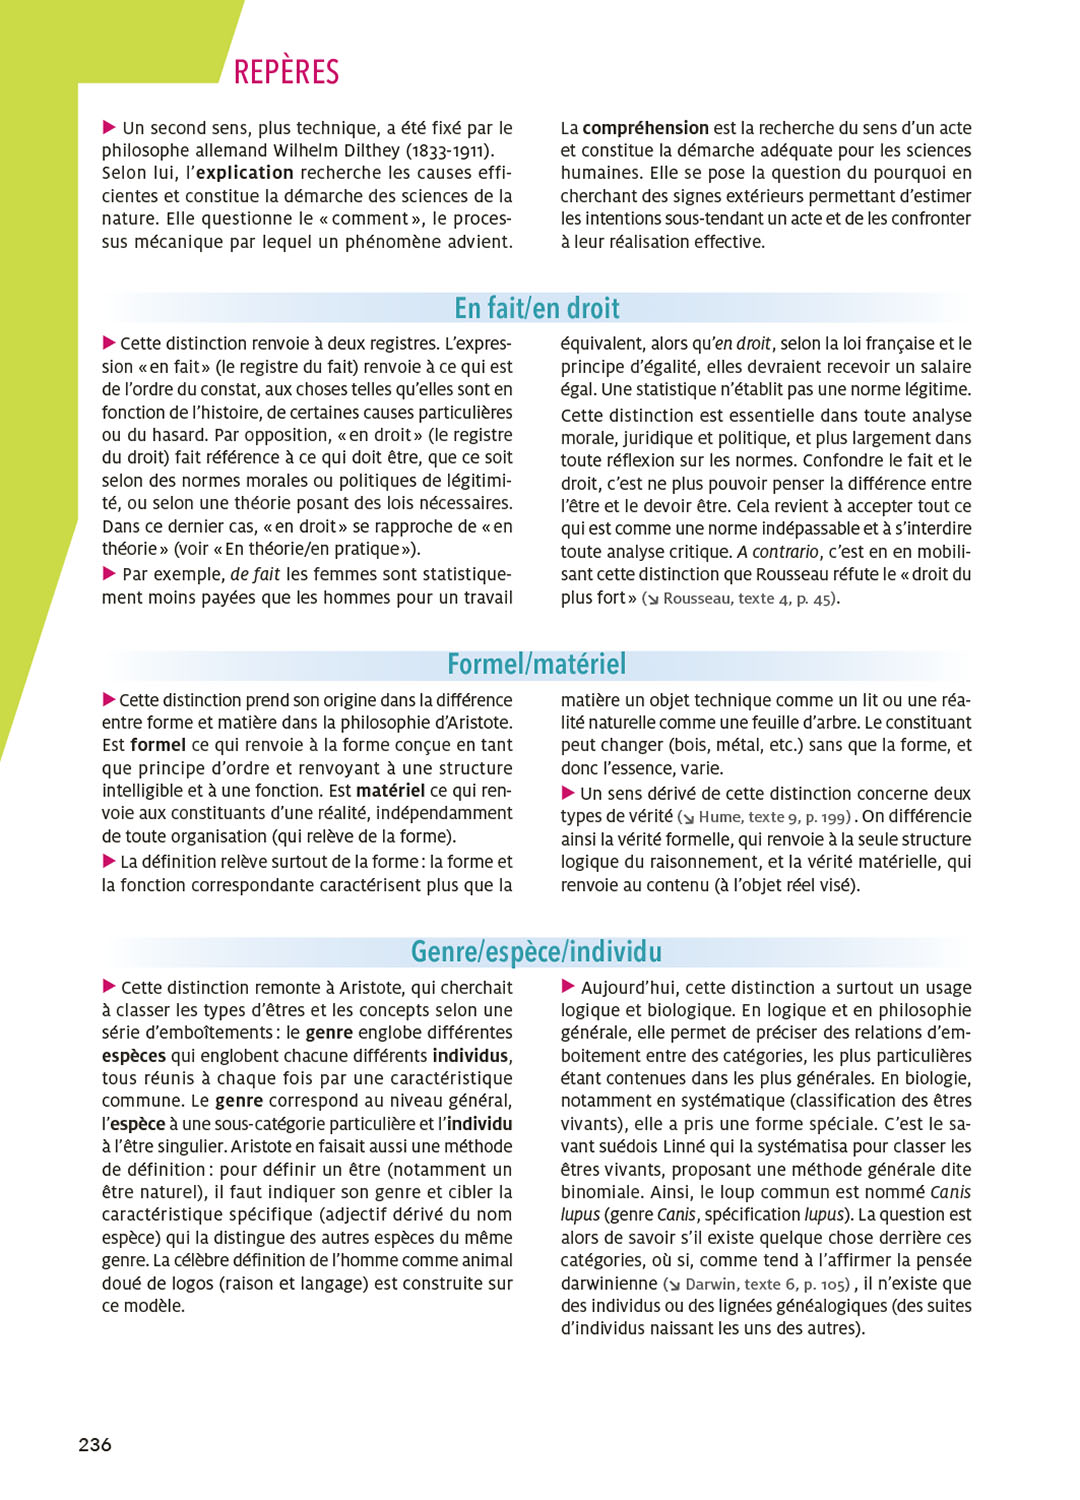 REPÈRES
▶ Un second sens, plus technique, a été fixé par le
philosophe allemand Wilhelm Dilthey (1833-1911).
Selon lui, l’explication recherche les causes effi-
cientes et constitue la démarche des sciences de la
nature. Elle questionne le « comment », le proces-
sus mécanique par lequel un phénomène advient.
La compréhension est la recherche du sens d’un acte
et constitue la démarche adéquate pour les sciences
humaines. Elle se pose la question du pourquoi en
cherchant des signes extérieurs permettant d’estimer
les intentions sous-tendant un acte et de les confronter
à leur réalisation effective.
En fait/en droit
▶ Cette distinction renvoie à deux registres. L’expres-
sion « en fait » (le registre du fait) renvoie à ce qui est
de l’ordre du constat, aux choses telles qu’elles sont en
fonction de l’histoire, de certaines causes particulières
ou du hasard. Par opposition, « en droit » (le registre
du droit) fait référence à ce qui doit être, que ce soit
selon des normes morales ou politiques de légitimi-
té, ou selon une théorie posant des lois nécessaires.
Dans ce dernier cas, « en droit » se rapproche de « en
théorie » (voir « En théorie/en pratique »).
▶ Par exemple, de fait les femmes sont statistique-
ment moins payées que les hommes pour un travail
équivalent, alors qu’en droit, selon la loi française et le
principe d’égalité, elles devraient recevoir un salaire
égal. Une statistique n’établit pas une norme légitime.
Cette distinction est essentielle dans toute analyse
morale, juridique et politique, et plus largement dans
toute réflexion sur les normes. Confondre le fait et le
droit, c’est ne plus pouvoir penser la différence entre
l’être et le devoir être. Cela revient à accepter tout ce
qui est comme une norme indépassable et à s’interdire
toute analyse critique. A contrario, c’est en en mobili-
sant cette distinction que Rousseau réfute le « droit du
plus fort » (↘ Rousseau, texte 4, p. 45).
Formel/matériel
▶ Cette distinction prend son origine dans la différence
entre forme et matière dans la philosophie d’Aristote.
Est formel ce qui renvoie à la forme conçue en tant
que principe d’ordre et renvoyant à une structure
intelligible et à une fonction. Est matériel ce qui ren-
voie aux constituants d’une réalité, indépendamment
de toute organisation (qui relève de la forme).
▶ La définition relève surtout de la forme : la forme et
la fonction correspondante caractérisent plus que la
matière un objet technique comme un lit ou une réa-
lité naturelle comme une feuille d’arbre. Le constituant
peut changer (bois, métal, etc.) sans que la forme, et
donc l’essence, varie.
▶ Un sens dérivé de cette distinction concerne deux
types de vérité (↘ Hume, texte 9, p. 199) . On différencie
ainsi la vérité formelle, qui renvoie à la seule structure
logique du raisonnement, et la vérité matérielle, qui
renvoie au contenu (à l’objet réel visé).
Genre/espèce/individu
▶ Cette distinction remonte à Aristote, qui cherchait
à classer les types d’êtres et les concepts selon une
série d’emboîtements : le genre englobe différentes
espèces qui englobent chacune différents individus,
tous réunis à chaque fois par une caractéristique
commune. Le genre correspond au niveau général,
l’espèce à une sous-catégorie particulière et l’individu
à l’être singulier. Aristote en faisait aussi une méthode
de définition : pour définir un être (notamment un
être naturel), il faut indiquer son genre et cibler la
caractéristique spécifique (adjectif dérivé du nom
espèce) qui la distingue des autres espèces du même
genre. La célèbre définition de l’homme comme animal
doué de logos (raison et langage) est construite sur
ce modèle.
▶ Aujourd’hui, cette distinction a surtout un usage
logique et biologique. En logique et en philosophie
générale, elle permet de préciser des relations d’em-
boitement entre des catégories, les plus particulières
étant contenues dans les plus générales. En biologie,
notamment en systématique (classification des êtres
vivants), elle a pris une forme spéciale. C’est le sa-
vant suédois Linné qui la systématisa pour classer les
êtres vivants, proposant une méthode générale dite
binomiale. Ainsi, le loup commun est nommé Canis
lupus (genre Canis, spécification lupus). La question est
alors de savoir s’il existe quelque chose derrière ces
catégories, où si, comme tend à l’affirmer la pensée
darwinienne (↘ Darwin, texte 6, p. 105) , il n’existe que
des individus ou des lignées généalogiques (des suites
d’individus naissant les uns des autres).
236